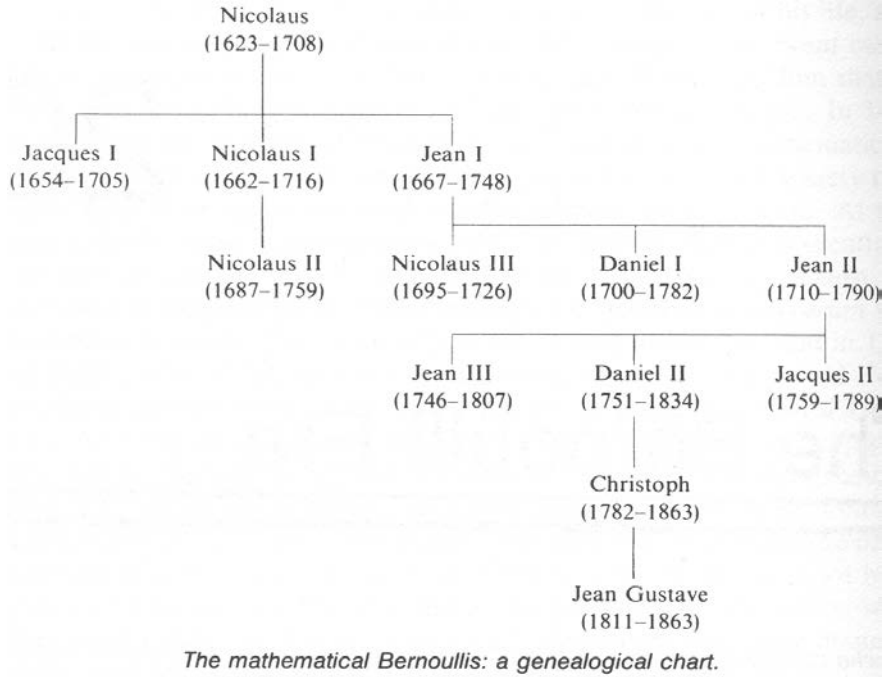 Nicolaus
(1623–1708)
Jacques I
(1654–1705)
Nicolaus I
(1662–1716)
Jean I
(1667–1748)
Nicolaus II
(1687–1759)
Nicolaus III
(1695–1726)
Daniel I
(1700–1782)
Jean II
(1710–1790)
Jean III
(1746–1807)
Daniel II
(1751–1834)
Jacques II
(1759–1789)
Christoph
(1782–1863)
Jean Gustave
(1811–1863)
The mathematical Bernoullis: a genealogical chart.